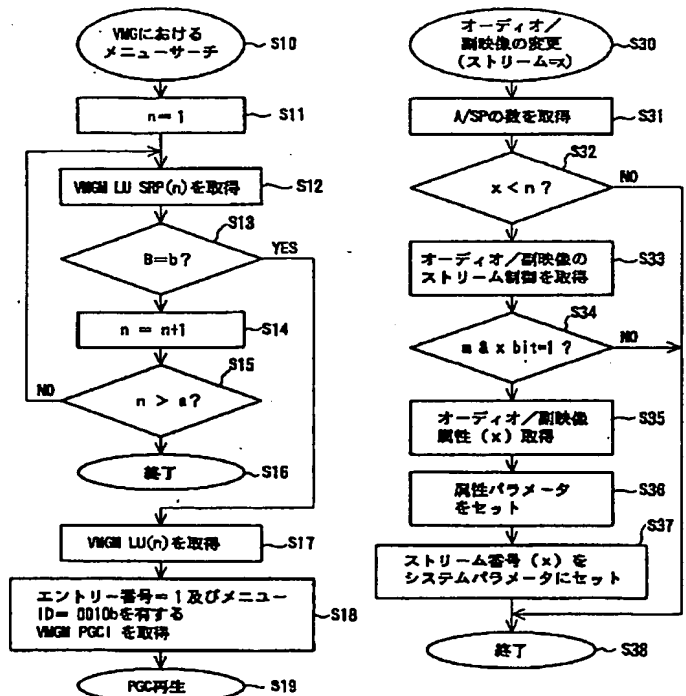 VMGにおける
メニューサーチ
S10
n=1
S11
VMGM LU SRP(n)を取得
S12
S13
B=b?
YES
n = n+1
S14
S15
NO
n > a?
終了
S16
VMGM LU(n)を取得
S17
エントリー番号=1及びメニュー
ID= 0010bを有する
VMGM PGCI を取得
S18
PGC再生
S19
オーディオ/
副映像の変更
(ストリーム=x)
S30
A/SPの数を取得
S31
S32
x < n ?
NO
オーディオ/副映像の
ストリーム制御を取得
S33
S34
m & x bit=1 ?
NO
オーディオ/副映像
属性 (x) 取得
S35
属性パラメータ
をセット
S36
S37
ストリーム番号 (x) を
システムパラメータにセット
終了
S38